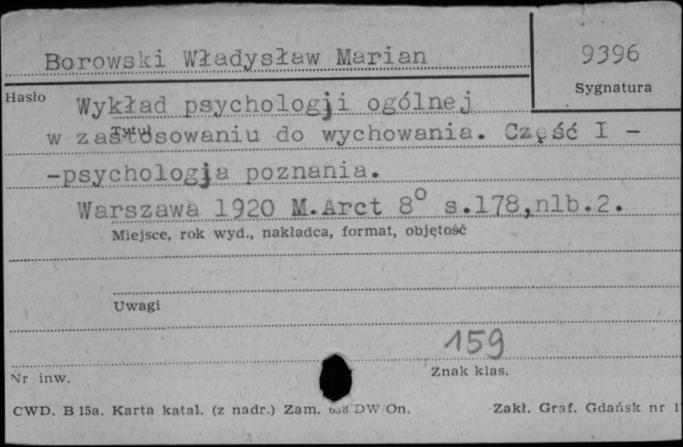 Borowski Władysław Marian
9396
Hasło
Sygnatura
Wykład psychologji ogólnej
Tytuł
w zastosowaniu do wychowania. Część I -
-psychologja poznania.
Warszawa 1920 M.Arct 8° s.178,nlb.2.
Miejsce, rok wyd., nakładca, format, objętość
Uwagi
159
Nr inw.
Znak klas.
CWD. B 15a. Karta katal. (z nadr.) Zam. DW/On.
Zakł. Graf. Gdańsk nr